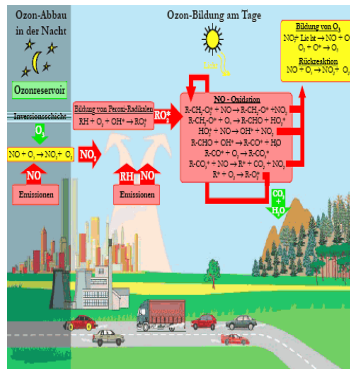 Ozon-Abbau
in der Nacht
Ozonreservoir
Inversionsschicht
O₃
NO + O₃ → NO₂ + O₂
NO
Emissionen
NO₂
Ozon-Bildung am Tage
Bildung von Peroxi-Radikalen
RH + O₂ + OH* → RO₂*
RO₂*
RH
NO
Emissionen
NO - Oxidation
R-CH₂-O₂* + NO → R-CH₂-O* + NO₂
R-CH₂-O* + O₂ → R-CHO + HO₂*
HO₂* + NO → OH* + NO₂
R-CHO + OH* → R-CO* + H₂O
R-CO* + O₂ → R-CO₃*
R-CO₃* + NO → R* + CO₂ + NO₂
R* + O₂ → R-O₂*
CO₂
+
H₂O
Bildung von O₃
O₂ + O* → O₃
Rückreaktion
NO + O₃ → NO₂ + O₂